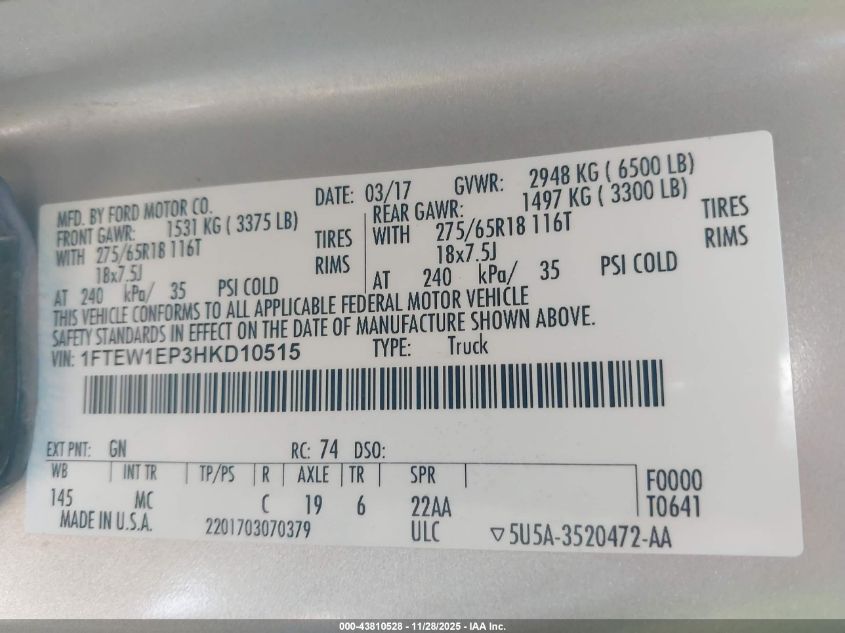 MFD. BY FORD MOTOR CO.
DATE: 03/17 GVWR: 2948 KG ( 6500 LB)
FRONT GAWR: 1531 KG ( 3375 LB) REAR GAWR: 1497 KG ( 3300 LB)
WITH 275/65R18 116T TIRES WITH 275/65R18 116T TIRES
18x7.5J RIMS 18x7.5J RIMS
AT 240 kPa/ 35 PSI COLD AT 240 kPa/ 35 PSI COLD
THIS VEHICLE CONFORMS TO ALL APPLICABLE FEDERAL MOTOR VEHICLE
SAFETY STANDARDS IN EFFECT ON THE DATE OF MANUFACTURE SHOWN ABOVE.
VIN: 1FTEW1EP3HKD10515 TYPE: Truck
EXT PNT: GN RC: 74 DSO:
WB INT TR TP/PS R AXLE TR SPR F0000
145 MC C 19 6 22AA T0641
MADE IN U.S.A. 2201703070379 ULC ▽5U5A-3520472-AA
000-43810528 - 11/28/2025 - IAA Inc.